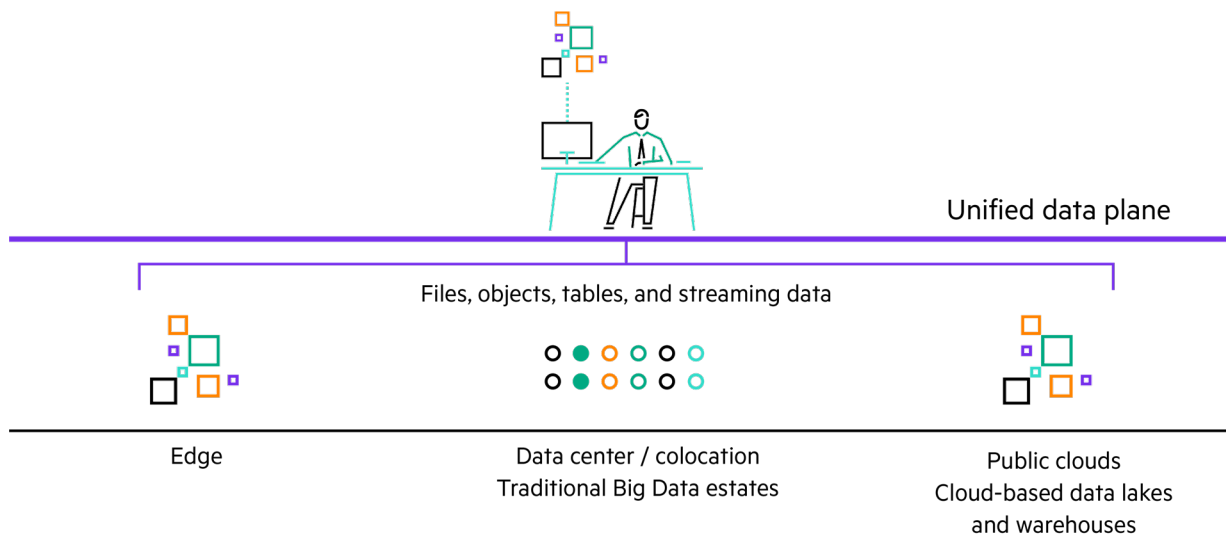 Unified data plane
Files, objects, tables, and streaming data
Edge
Data center / colocation
Traditional Big Data estates
Public clouds
Cloud-based data lakes
and warehouses